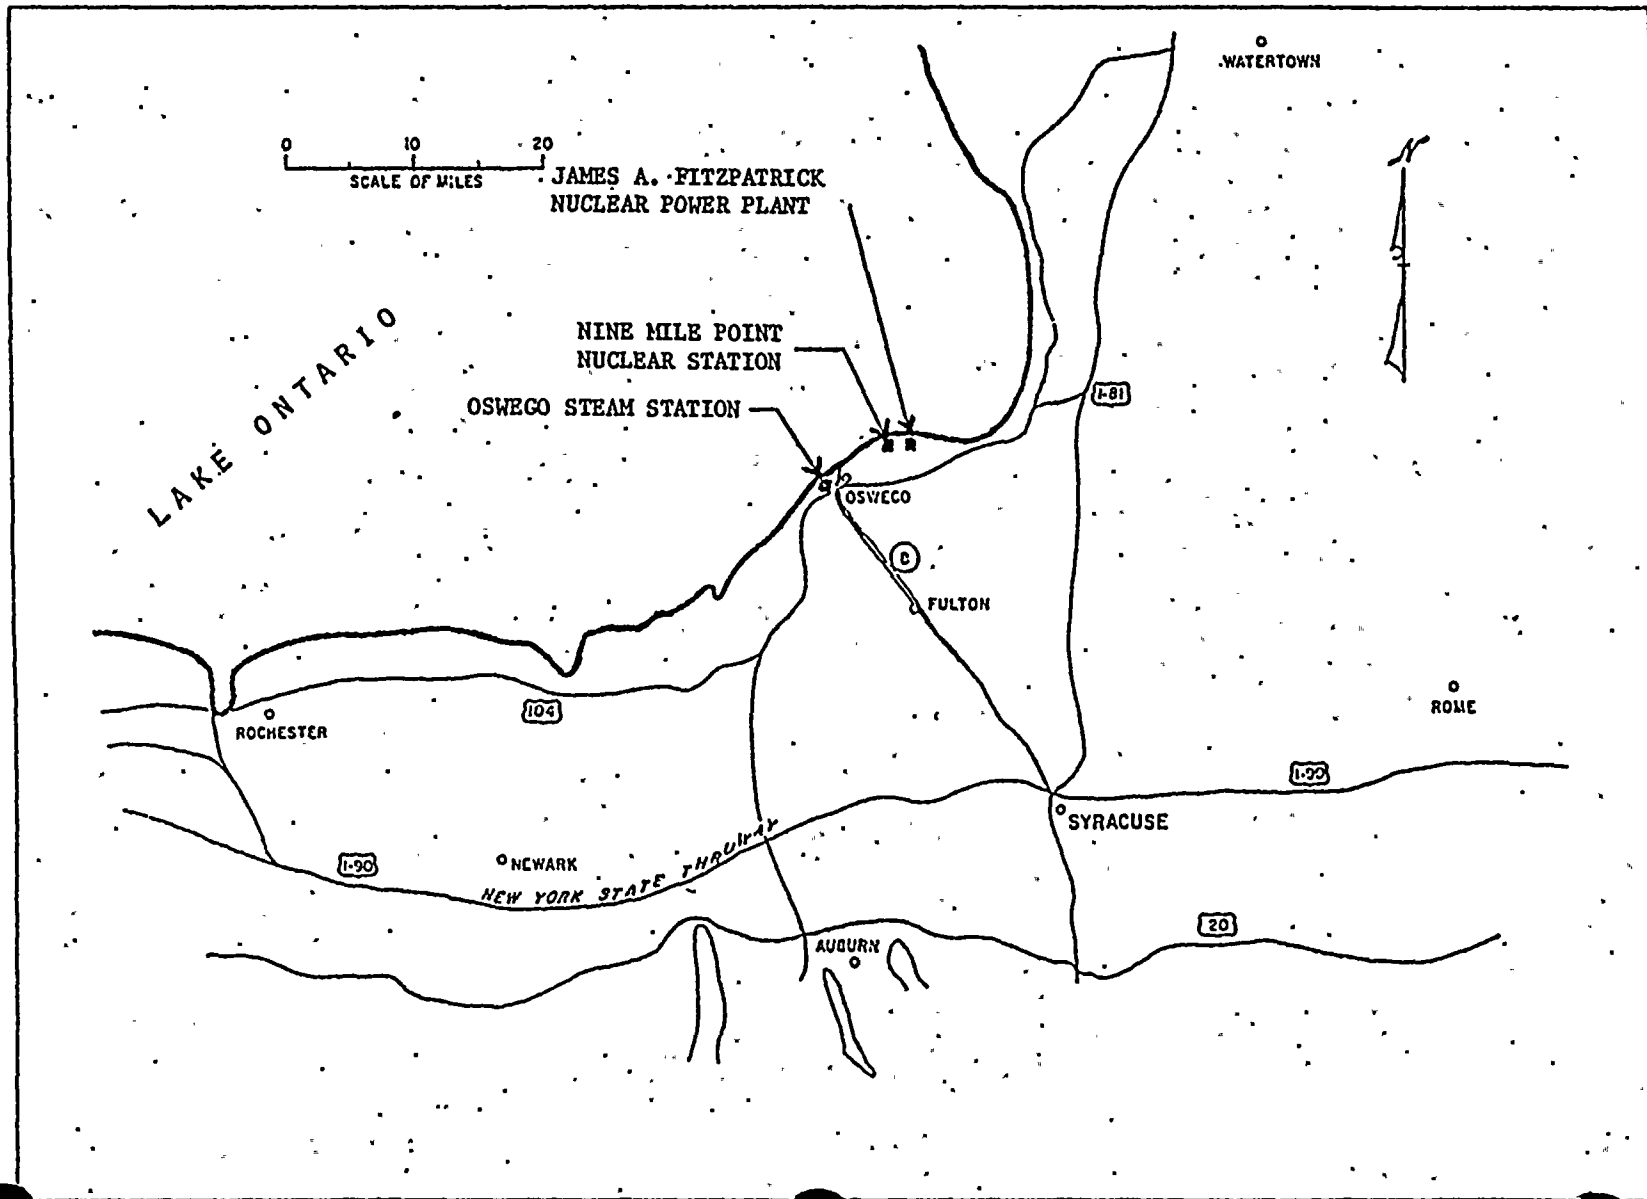 WATERTOWN
0 10 20
SCALE OF MILES
JAMES A. FITZPATRICK
NUCLEAR POWER PLANT
N
NINE MILE POINT
NUCLEAR STATION
LAKE ONTARIO
OSWEGO STEAM STATION
I-81
OSWEGO
FULTON
ROME
104
ROCHESTER
I-90
SYRACUSE
I-90
NEWARK
NEW YORK STATE THRUWAY
20
AUBURN